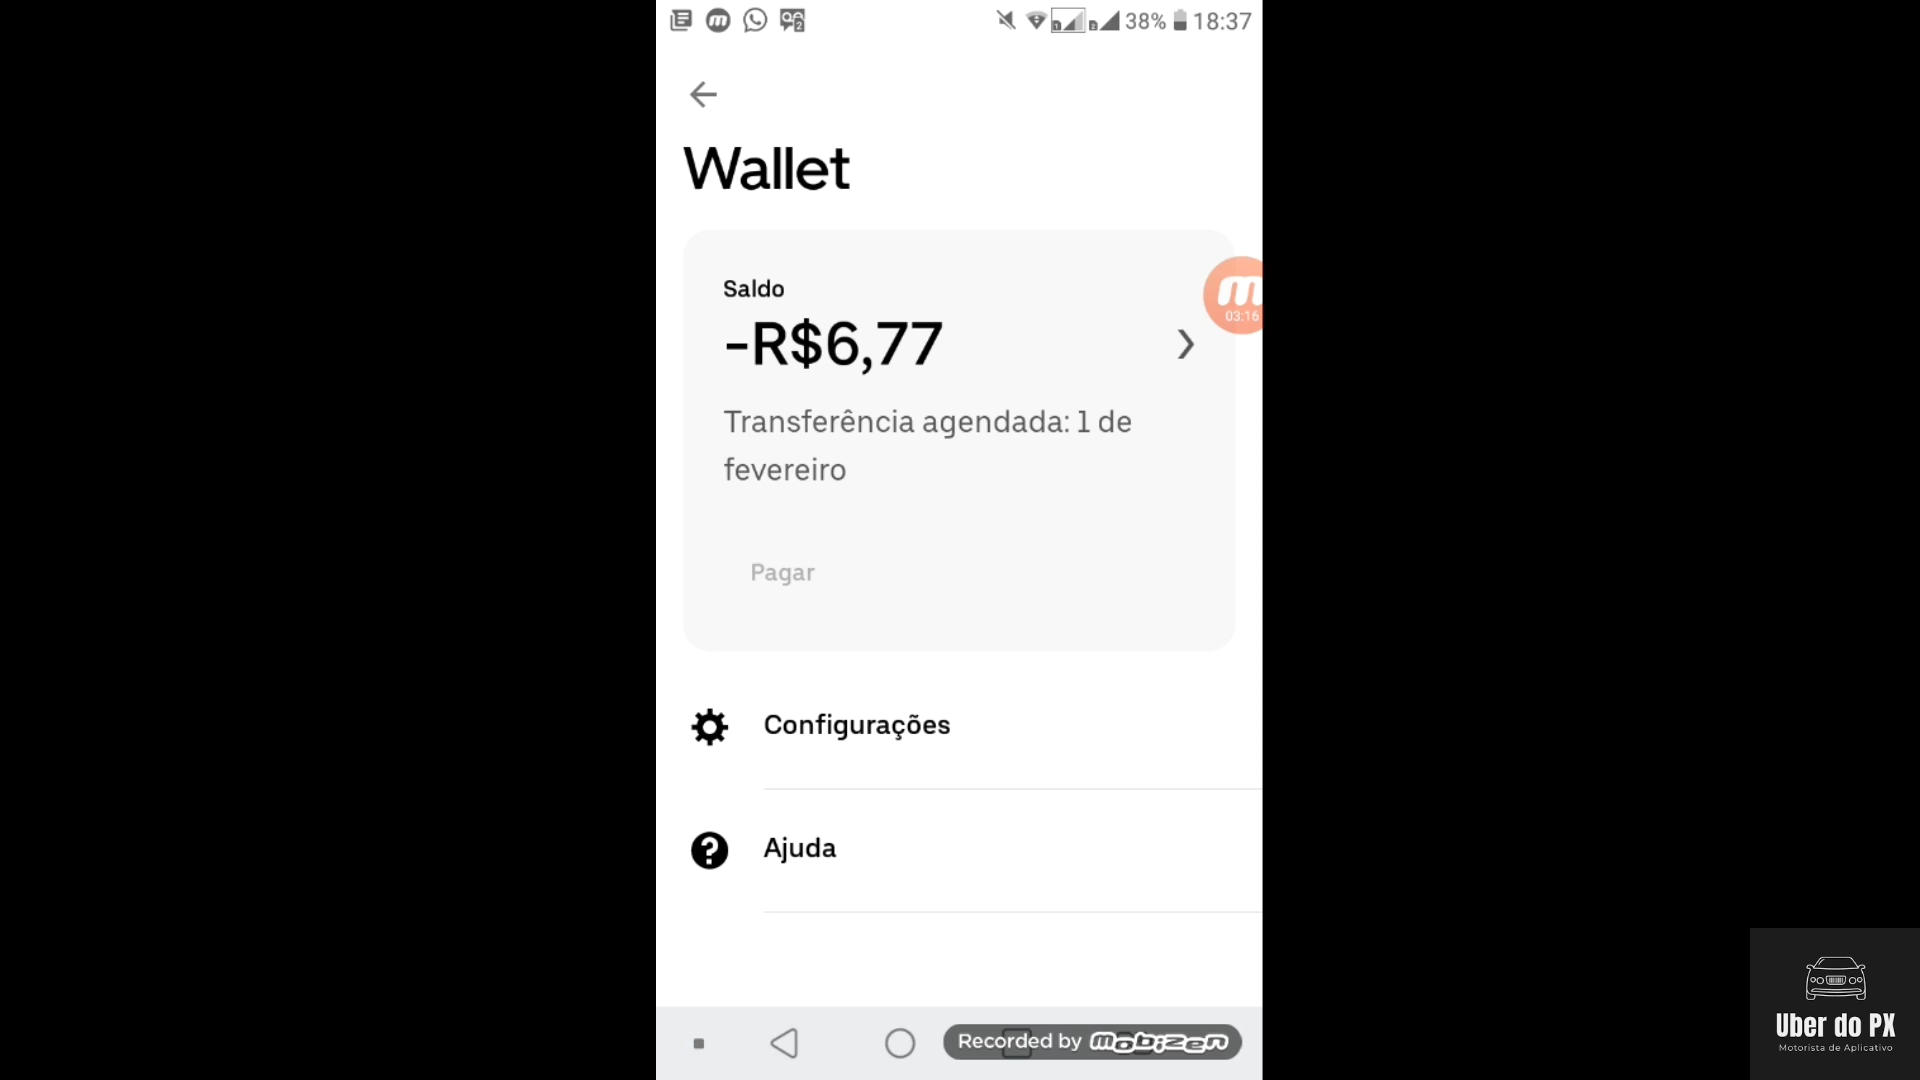 38% 18:37
Wallet
Saldo
-R$6,77
03:16
Transferência agendada: 1 de
fevereiro
Pagar
Configurações
Ajuda
Recorded by mobizen
Uber do PX
Motorista de Aplicativo